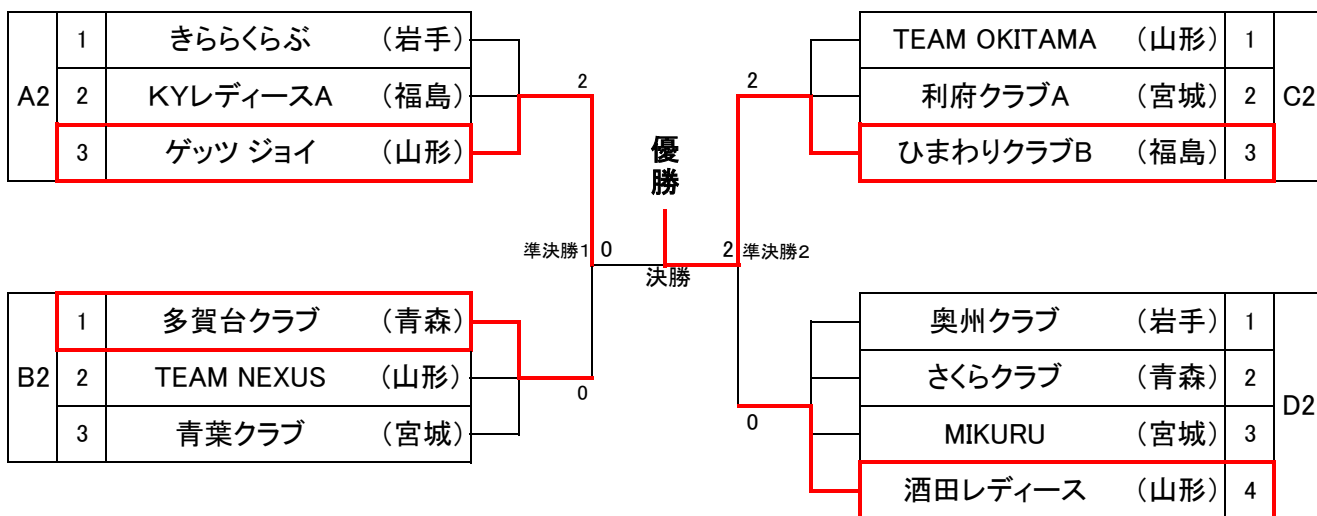 A2
1 きららくらぶ (岩手)
2 KYレディースA (福島)
3 ゲッツ ジョイ (山形)
2
B2
1 多賀台クラブ (青森)
2 TEAM NEXUS (山形)
3 青葉クラブ (宮城)
0
準決勝1 0
優勝
決勝
2 準決勝2
2
TEAM OKITAMA (山形) 1
利府クラブA (宮城) 2
ひまわりクラブB (福島) 3
C2
0
奥州クラブ (岩手) 1
さくらクラブ (青森) 2
MIKURU (宮城) 3
酒田レディース (山形) 4
D2